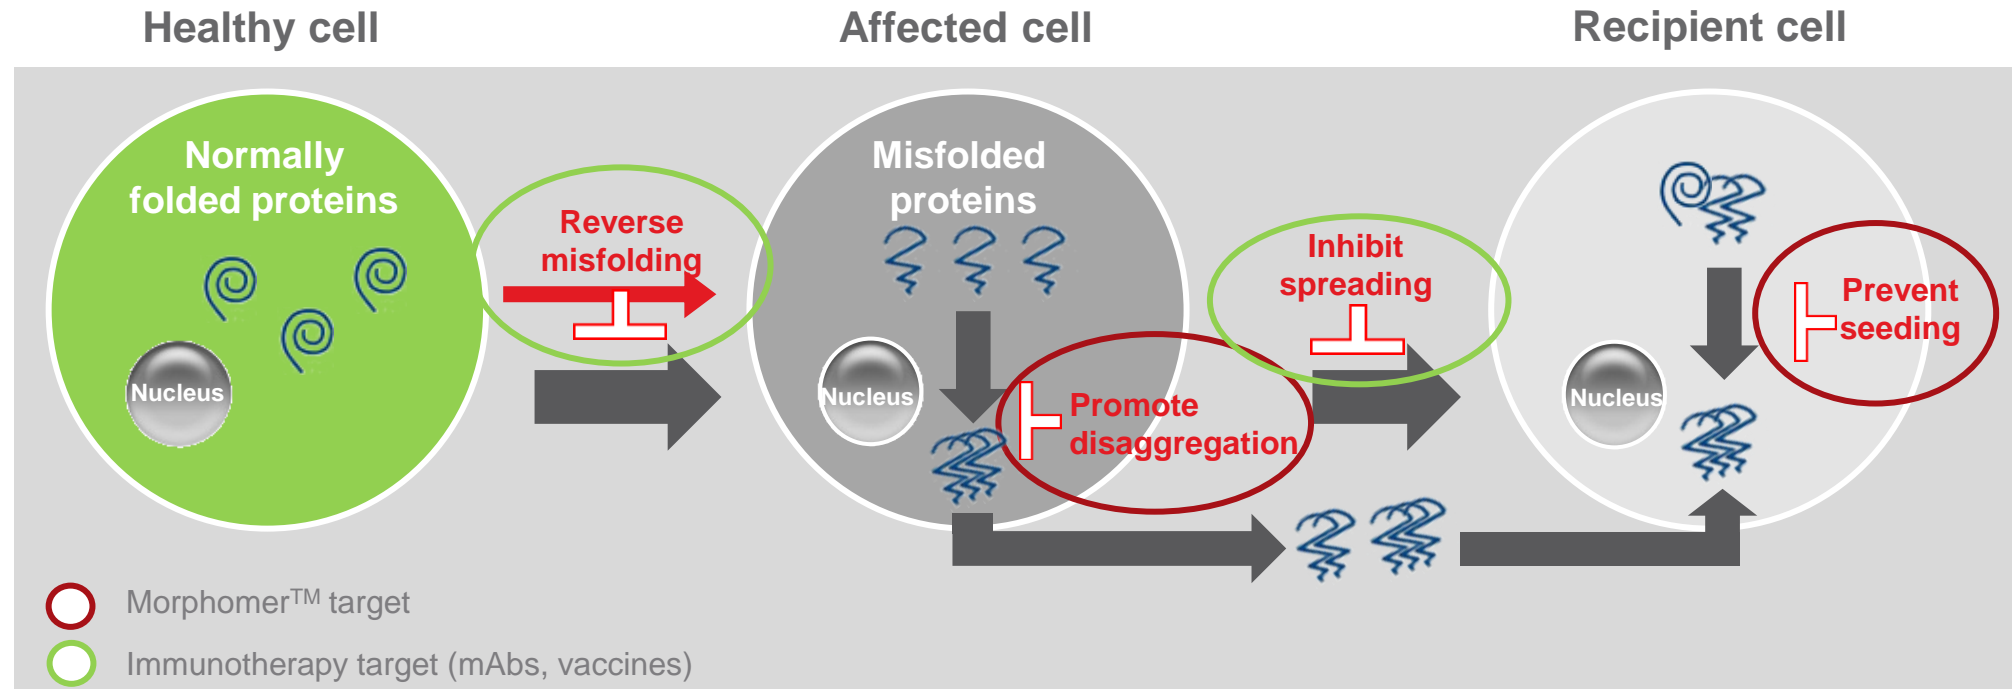 Healthy cell
Affected cell
Recipient cell
Normally
folded proteins
Nucleus
Reverse
misfolding
Misfolded
proteins
Nucleus
Promote
disaggregation
Inhibit
spreading
Nucleus
Prevent
seeding
Morphomer™ target
Immunotherapy target (mAbs, vaccines)